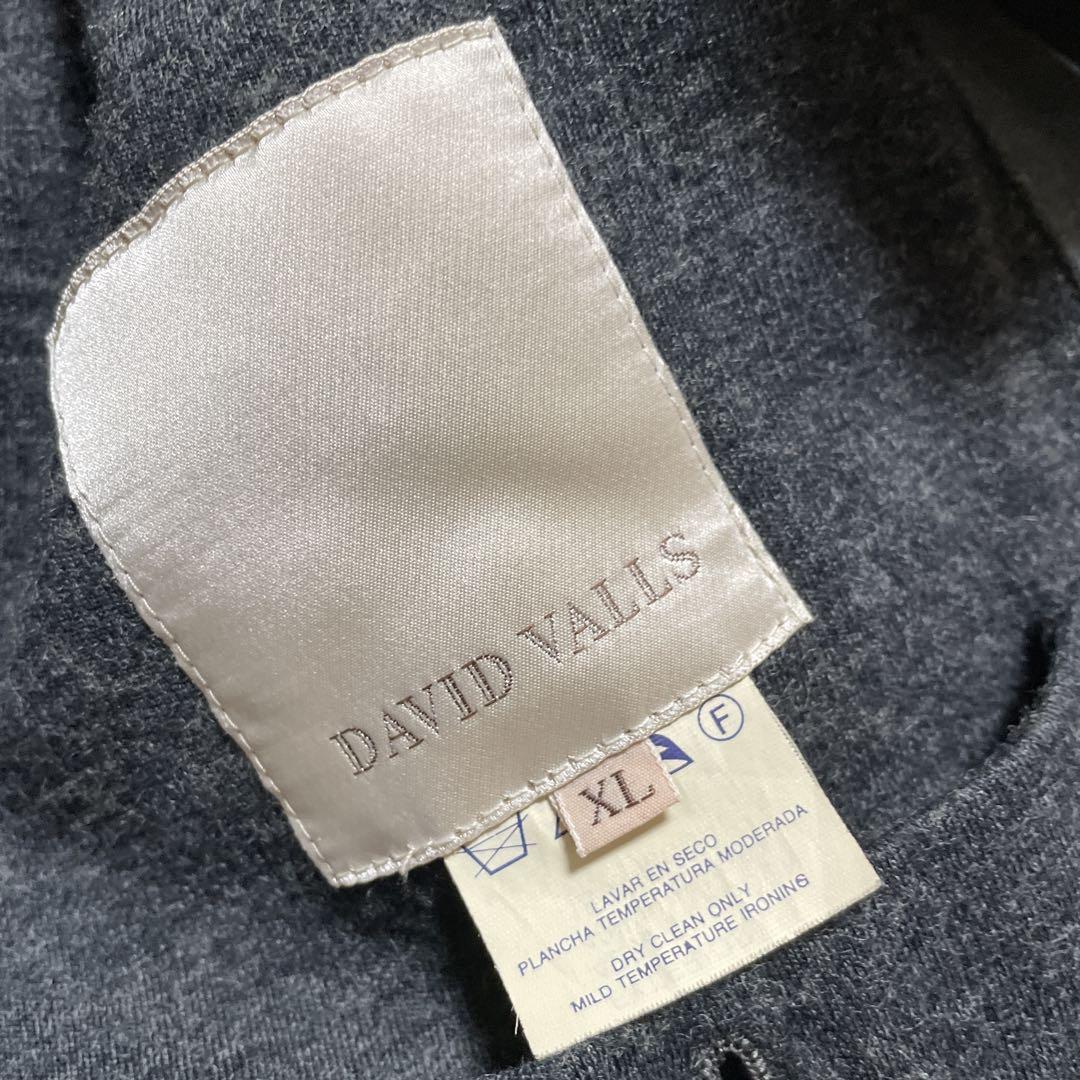 DAVID VALLS
XL
F
LAVAR EN SECO
PLANCHA TEMPERATURA MODERADA
DRY CLEAN ONLY
MILD TEMPERATURE IRONING